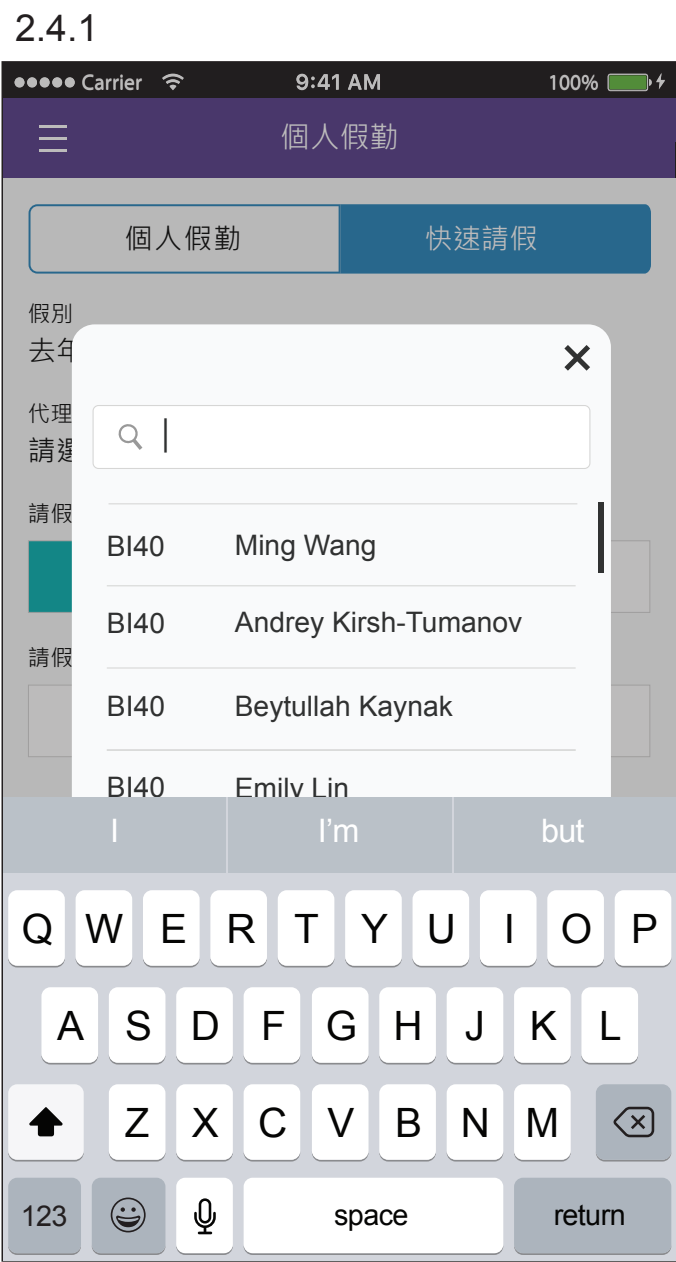 2.4.1
Carrier 9:41 AM 100%
個人假勤
個人假勤 快速請假
假別
去年
代理
請選
請假
請假
BI40 Ming Wang
BI40 Andrey Kirsh-Tumanov
BI40 Beytullah Kaynak
BI40 Emily Lin
I I'm but
Q W E R T Y U I O P
A S D F G H J K L
Z X C V B N M
123 space return